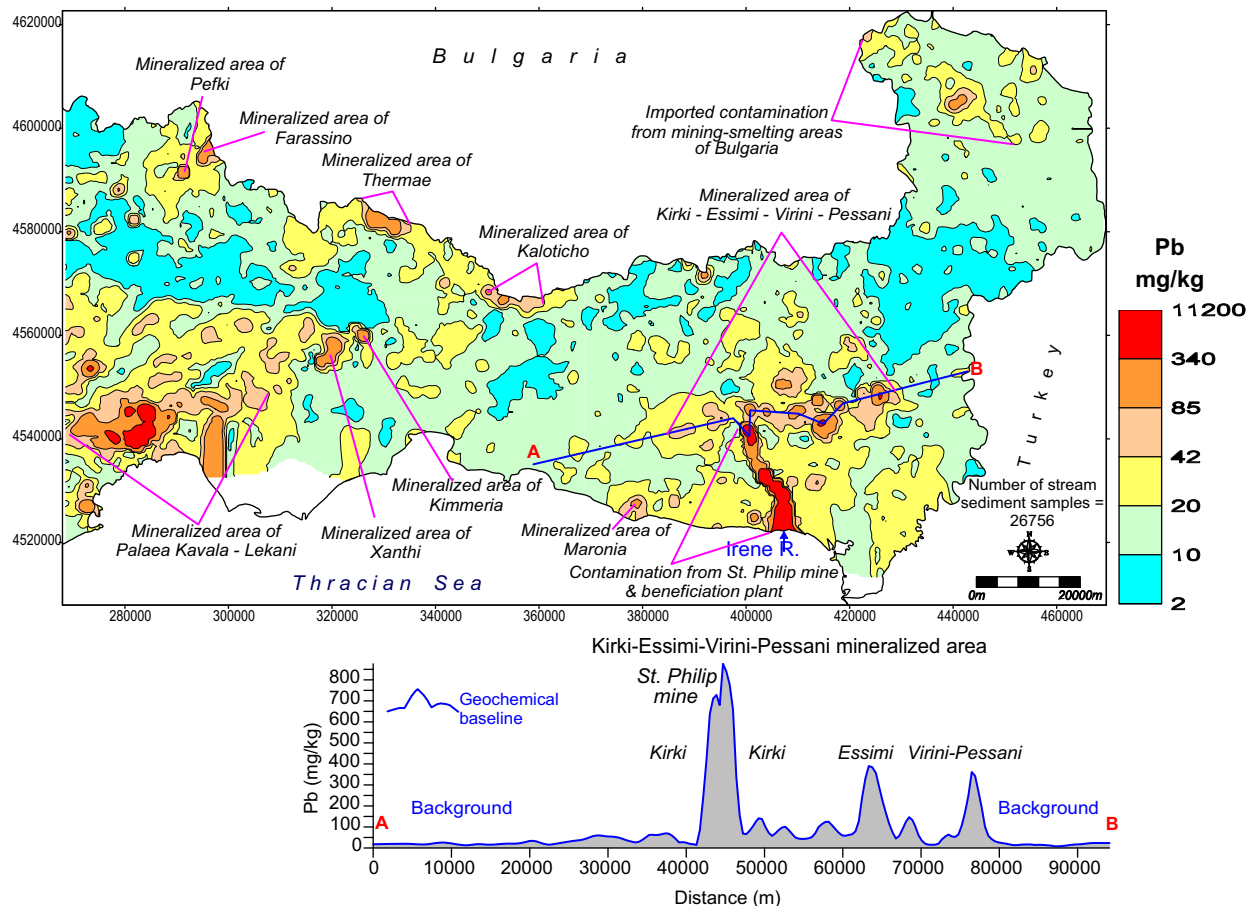 4620000
4600000
4580000
4560000
4540000
4520000
B u l g a r i a
Mineralized area of
Pefki
Mineralized area of
Farassino
Mineralized area of
Thermae
Mineralized area of
Kaloticho
Imported contamination
from mining-smelting areas
of Bulgaria
Mineralized area of
Kirki - Essimi - Virini - Pessani
A
B
T u r k e y
Mineralized area of
Palaea Kavala - Lekani
Mineralized area of
Xanthi
Mineralized area of
Kimmeria
Mineralized area of
Maronia
Irene R.
Contamination from St. Philip mine
& beneficiation plant
Thracian Sea
Number of stream
sediment samples =
26756
N
W E
S
0m 20000m
280000 300000 320000 340000 360000 380000 400000 420000 440000 460000
Pb
mg/kg
11200
340
85
42
20
10
2
Kirki-Essimi-Virini-Pessani mineralized area
Pb (mg/kg)
800
700
600
500
400
300
200
100
0
Geochemical
baseline
St. Philip
mine
Kirki
Kirki
Essimi
Virini-Pessani
Background
Background
A
B
0 10000 20000 30000 40000 50000 60000 70000 80000 90000
Distance (m)